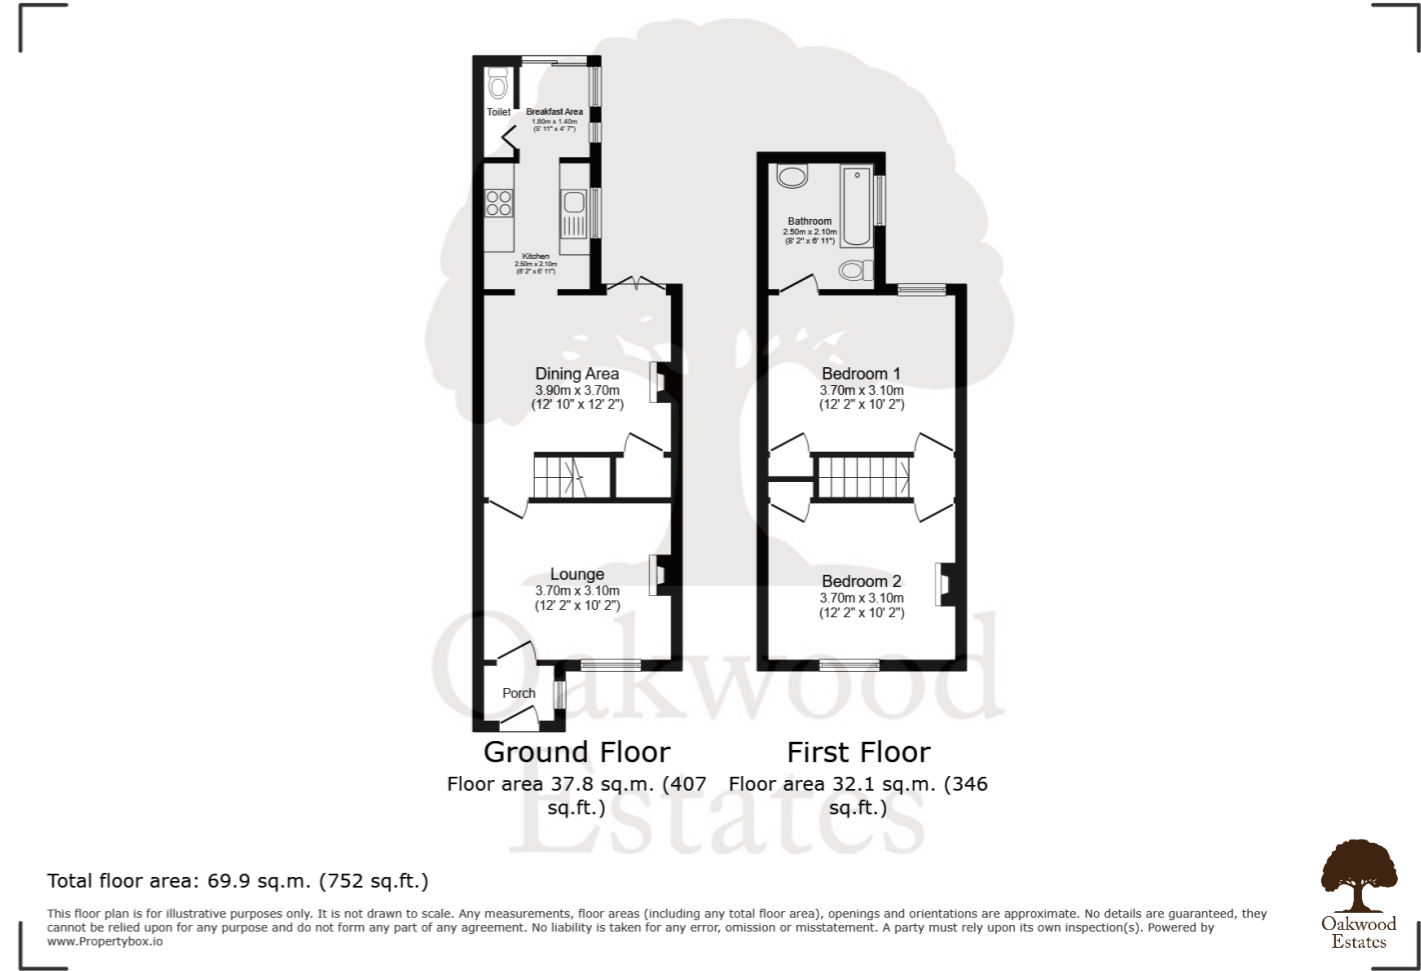 Toilet
Breakfast Area
1.80m x 1.40m
(5' 11" x 4' 7")
Kitchen
2.50m x 2.10m
(8' 2" x 6' 11")
Bathroom
2.50m x 2.10m
(8' 2" x 6' 11")
Dining Area
3.90m x 3.70m
(12' 10" x 12' 2")
Bedroom 1
3.70m x 3.10m
(12' 2" x 10' 2")
Lounge
3.70m x 3.10m
(12' 2" x 10' 2")
Bedroom 2
3.70m x 3.10m
(12' 2" x 10' 2")
Porch
Oakwood
Estates
Ground Floor
Floor area 37.8 sq.m. (407
sq.ft.)
First Floor
Floor area 32.1 sq.m. (346
sq.ft.)
Total floor area: 69.9 sq.m. (752 sq.ft.)
This floor plan is for illustrative purposes only. It is not drawn to scale. Any measurements, floor areas (including any total floor area), openings and orientations are approximate. No details are guaranteed, they
cannot be relied upon for any purpose and do not form any part of any agreement. No liability is taken for any error, omission or misstatement. A party must rely upon its own inspection(s). Powered by
www.Propertybox.io
Oakwood
Estates